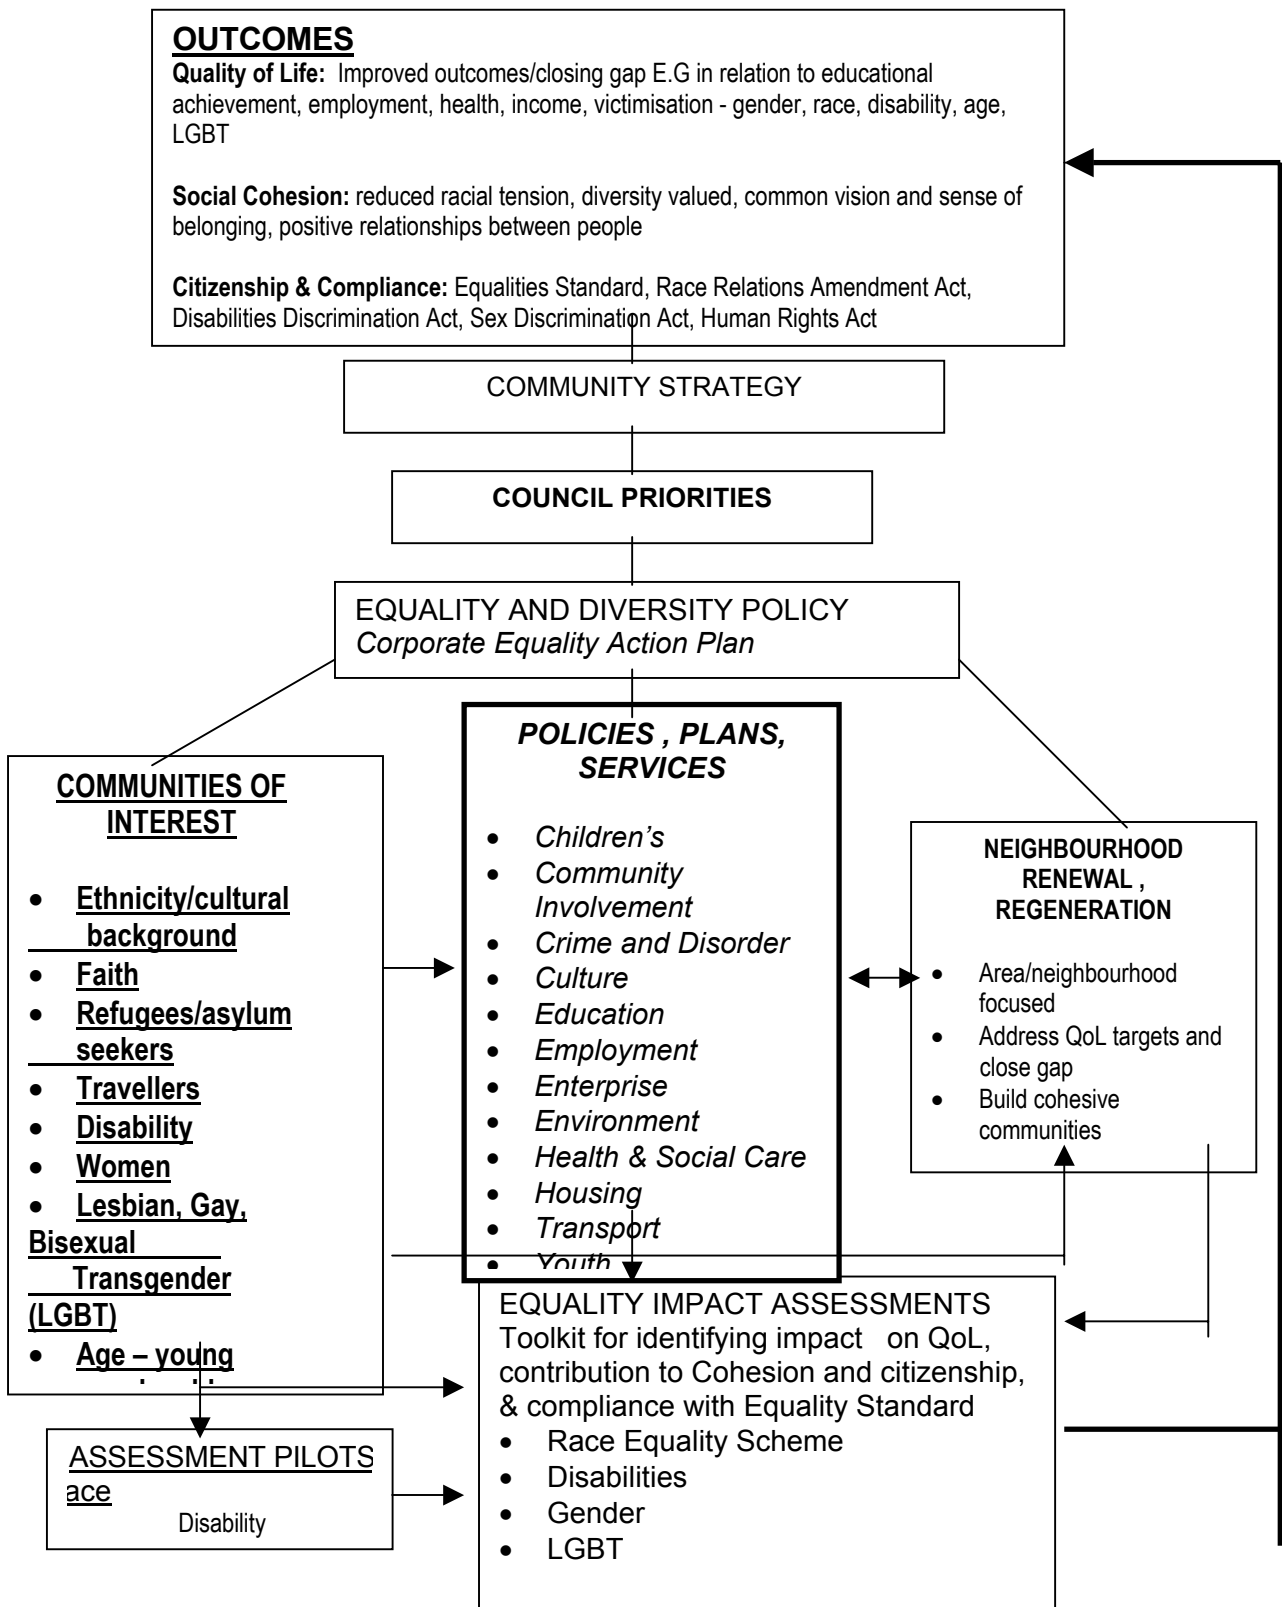 OUTCOMES
Quality of Life: Improved outcomes/closing gap E.G in relation to educational
achievement, employment, health, income, victimisation - gender, race, disability, age,
LGBT
Social Cohesion: reduced racial tension, diversity valued, common vision and sense of
belonging, positive relationships between people
Citizenship & Compliance: Equalities Standard, Race Relations Amendment Act,
Disabilities Discrimination Act, Sex Discrimination Act, Human Rights Act
COMMUNITY STRATEGY
COUNCIL PRIORITIES
EQUALITY AND DIVERSITY POLICY
Corporate Equality Action Plan
COMMUNITIES OF
INTEREST
• Ethnicity/cultural
background
• Faith
• Refugees/asylum
seekers
• Travellers
• Disability
• Women
• Lesbian, Gay,
Bisexual
Transgender
(LGBT)
• Age – young
POLICIES , PLANS,
SERVICES
• Children’s
• Community
Involvement
• Crime and Disorder
• Culture
• Education
• Employment
• Enterprise
• Environment
• Health & Social Care
• Housing
• Transport
• Youth
NEIGHBOURHOOD
RENEWAL ,
REGENERATION
• Area/neighbourhood
focused
• Address QoL targets and
close gap
• Build cohesive
communities
ASSESSMENT PILOTS
ace
Disability
EQUALITY IMPACT ASSESSMENTS
Toolkit for identifying impact on QoL,
contribution to Cohesion and citizenship,
& compliance with Equality Standard
• Race Equality Scheme
• Disabilities
• Gender
• LGBT